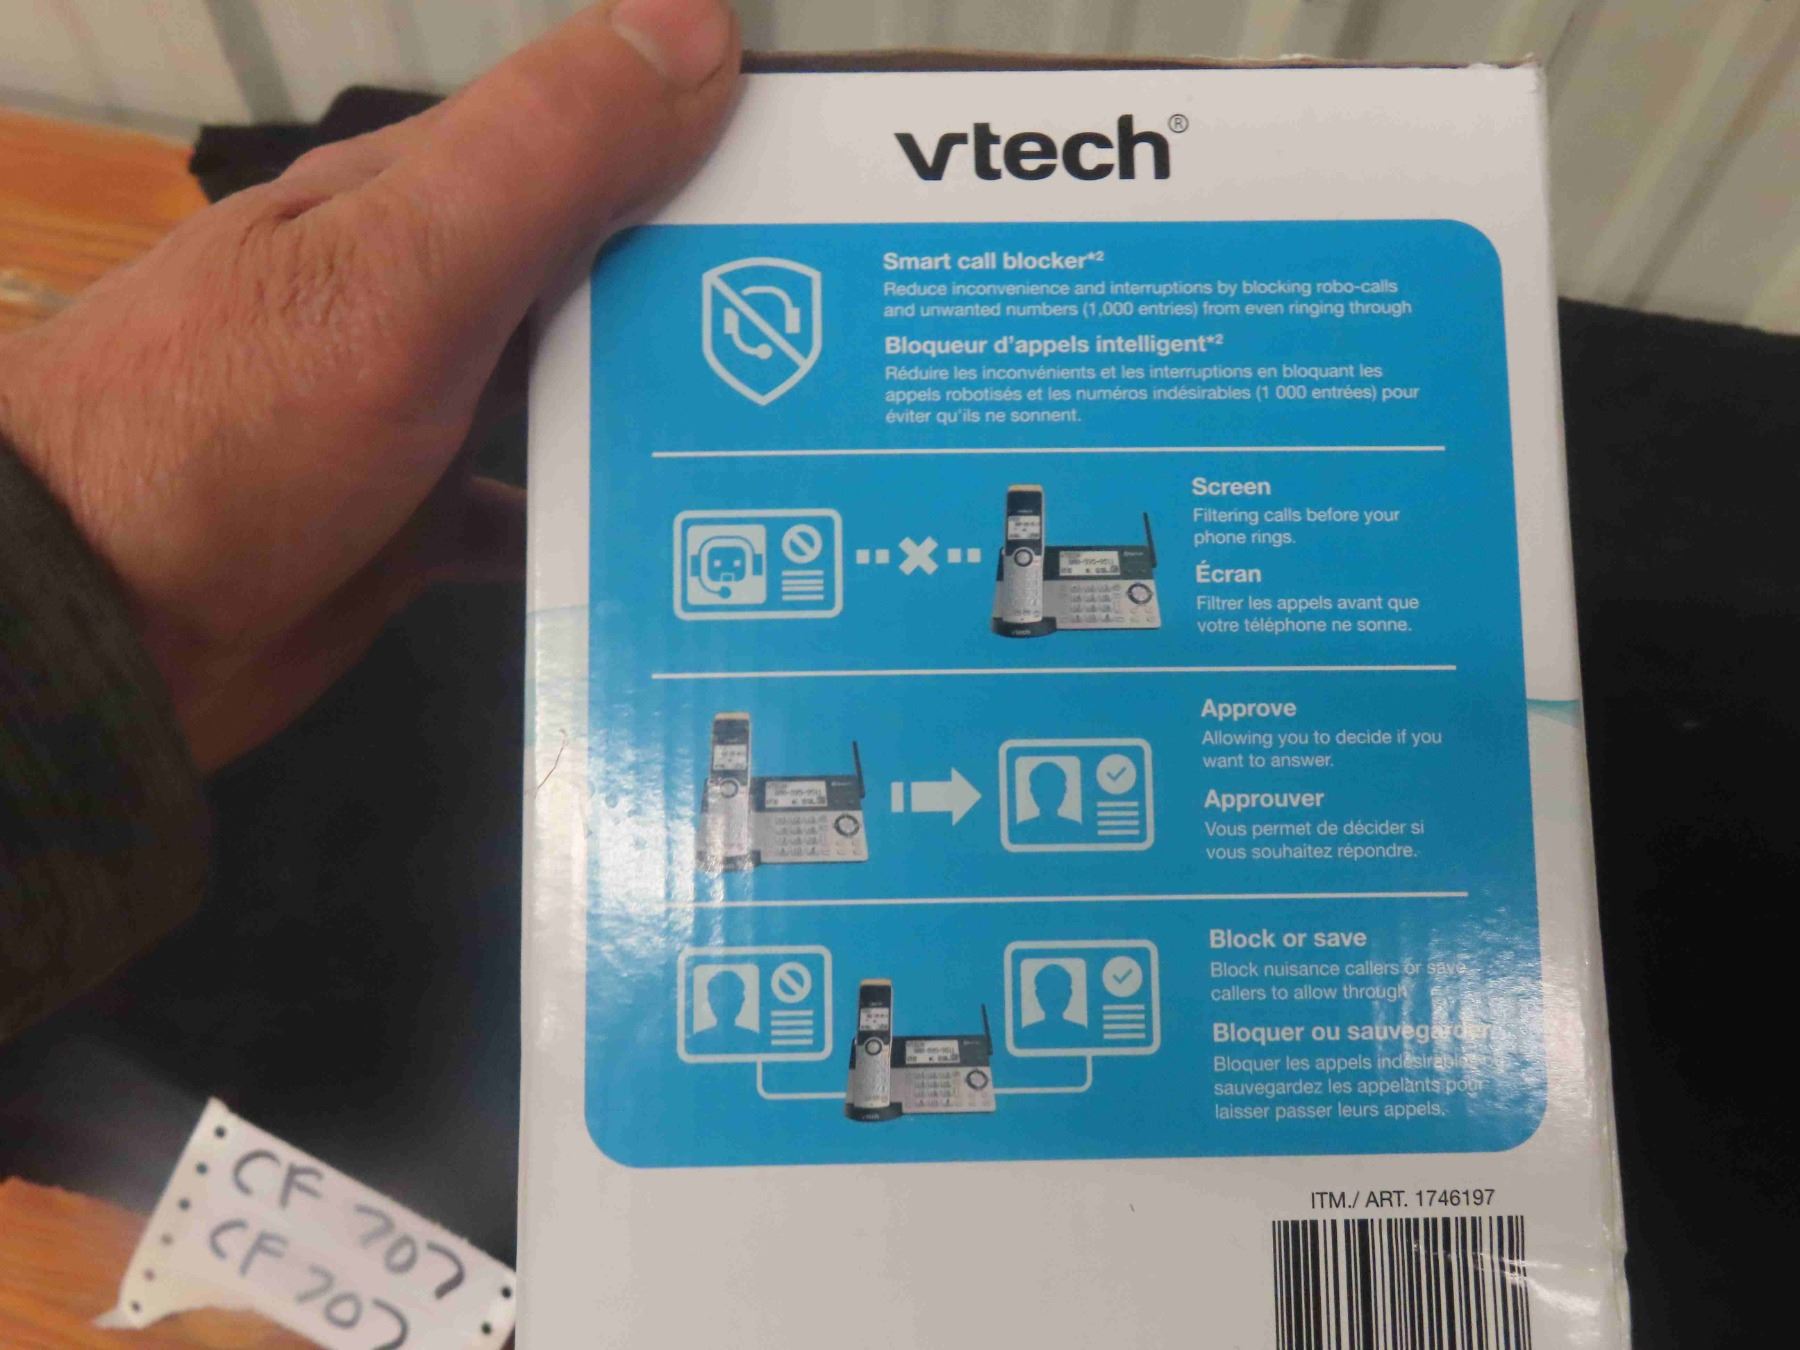 vtech®
Smart call blocker*2
Reduce inconvenience and interruptions by blocking robo-calls
and unwanted numbers (1,000 entries) from even ringing through
Bloqueur d'appels intelligent*2
Réduire les inconvénients et les interruptions en bloquant les
appels robotisés et les numéros indésirables (1 000 entrées) pour
éviter qu'ils ne sonnent.
Screen
Filtering calls before your
phone rings.
Écran
Filtrer les appels avant que
votre téléphone ne sonne.
vtech
Approve
Allowing you to decide if you
want to answer.
Approuver
Vous permet de décider si
vous souhaitez répondre.
Block or save
Block nuisance callers or save
callers to allow through
Bloquer ou sauvegarder
Bloquer les appels indésirables
sauvegardez les appelants pour
laisser passer leurs appels.
vtech
ITM./ ART. 1746197
CF 707
CF 707